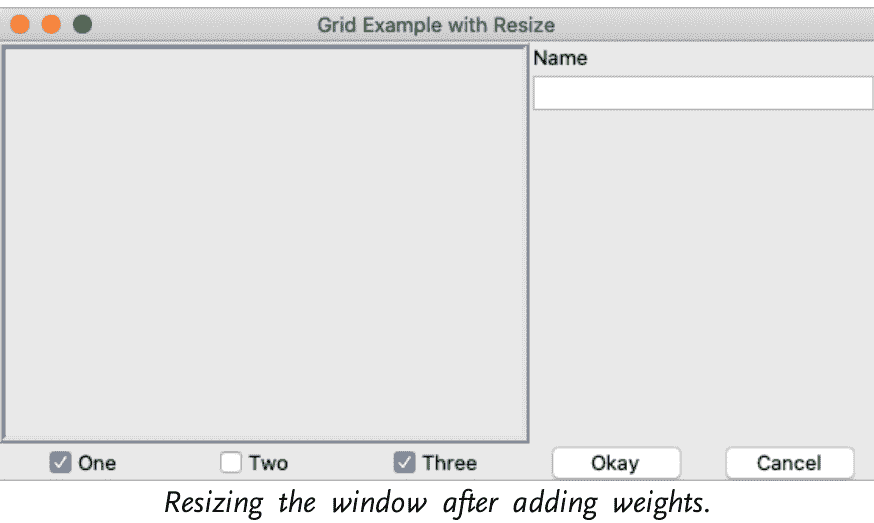 Grid Example with Resize
Name
One Two Three Okay Cancel
Resizing the window after adding weights.